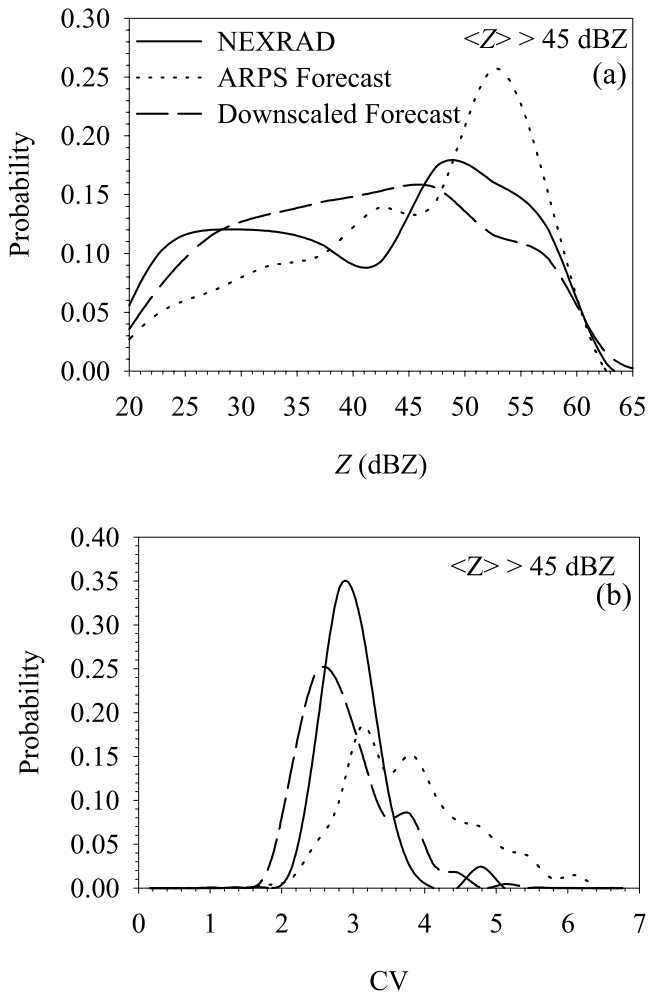 0.30
NEXRAD
<Z> > 45 dBZ
ARPS Forecast
(a)
0.25
Downscaled Forecast
0.20
0.15
0.10
0.05
0.00
Probability
20 25 30 35 40 45 50 55 60 65
Z (dBZ)
0.40
<Z> > 45 dBZ
0.35
(b)
0.30
0.25
0.20
0.15
0.10
0.05
0.00
Probability
0 1 2 3 4 5 6 7
CV